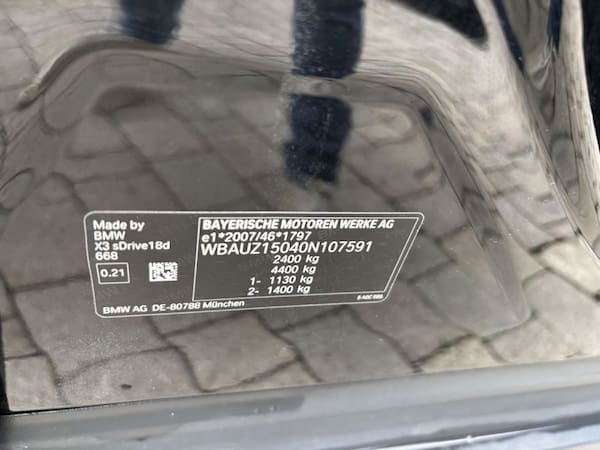 Made by
BMW
X3 sDrive18d
668
0.21
BAYERISCHE MOTOREN WERKE AG
e1*2007/46*1797
WBAUZ15040N107591
2400 kg
4400 kg
1- 1130 kg
2- 1400 kg
BMW AG DE-80788 München